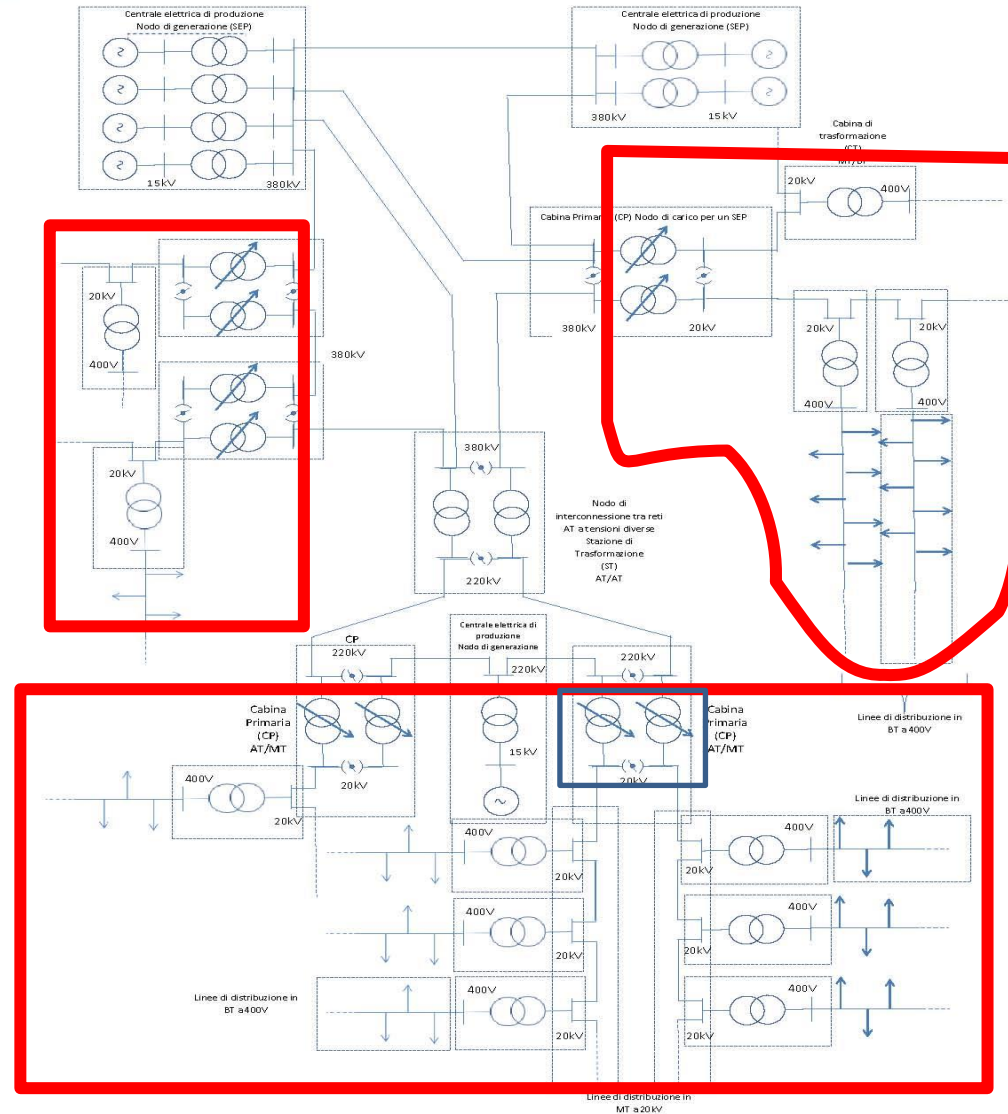 Centrale elettrica di produzione
Nodo di generazione (SEP)
15kV
380kV
Centrale elettrica di produzione
Nodo di generazione (SEP)
380kV
15kV
Cabina di
trasformazione
(CT)
20kV
400V
Cabina Primaria (CP) Nodo di carico per un SEP
380kV
20kV
20kV
400V
20kV
400V
20kV
400V
380kV
20kV
400V
380kV
220kV
Nodo di
interconnessione tra reti
AT a tensioni diverse
Stazione di
Trasformazione
(ST)
AT/AT
CP
220kV
Centrale elettrica di
produzione
Nodo di generazione
220kV
220kV
Cabina
Primaria
(CP)
AT/MT
20kV
15kV
20kV
Cabina
Primaria
(CP)
AT/MT
Linee di distribuzione in
BT a 400V
400V
20kV
400V
20kV
400V
20kV
Linee di distribuzione in
BT a 400V
400V
20kV
400V
20kV
Linee di distribuzione in
BT a 400V
400V
20kV
400V
20kV
Linee di distribuzione in
MT a 20kV